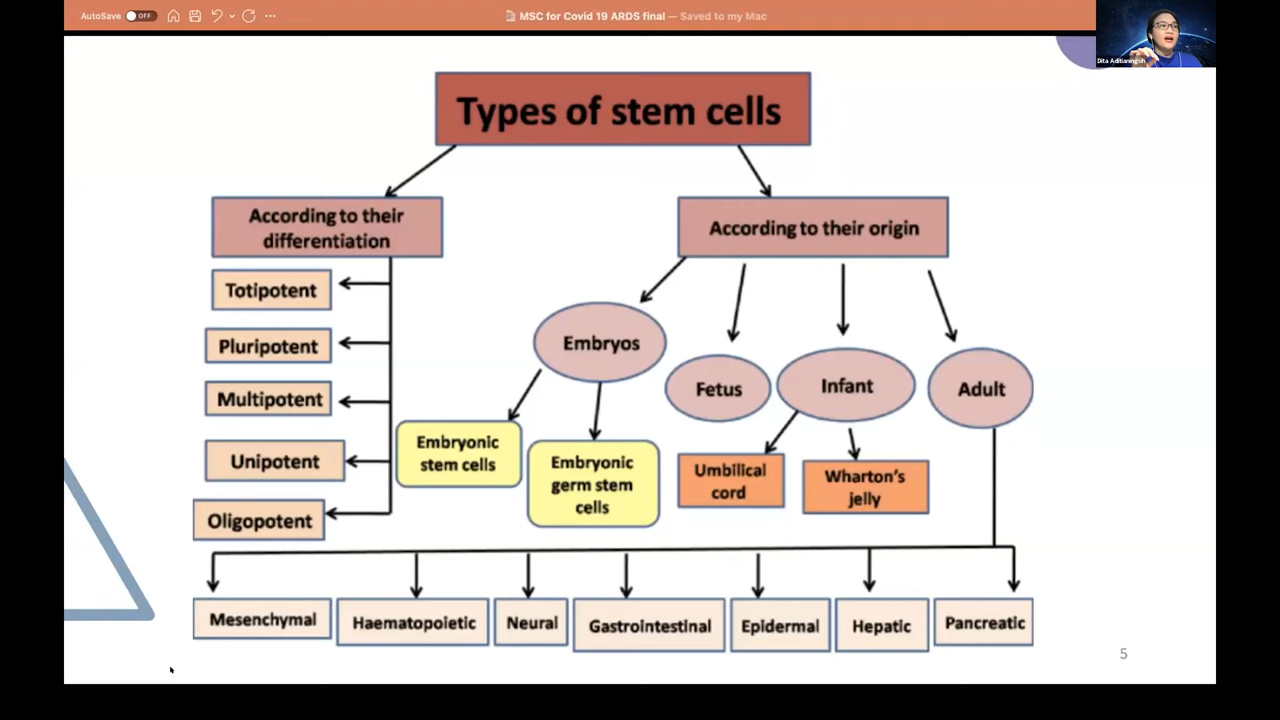 AutoSave OFF
MSC for Covid 19 ARDS final — Saved to my Mac
Dita Aditianingsih
Types of stem cells
According to their
differentiation
Totipotent
Pluripotent
Multipotent
Unipotent
Oligopotent
According to their origin
Embryos
Fetus
Infant
Adult
Embryonic
stem cells
Embryonic
germ stem
cells
Umbilical
cord
Wharton's
jelly
Mesenchymal
Haematopoietic
Neural
Gastrointestinal
Epidermal
Hepatic
Pancreatic
5